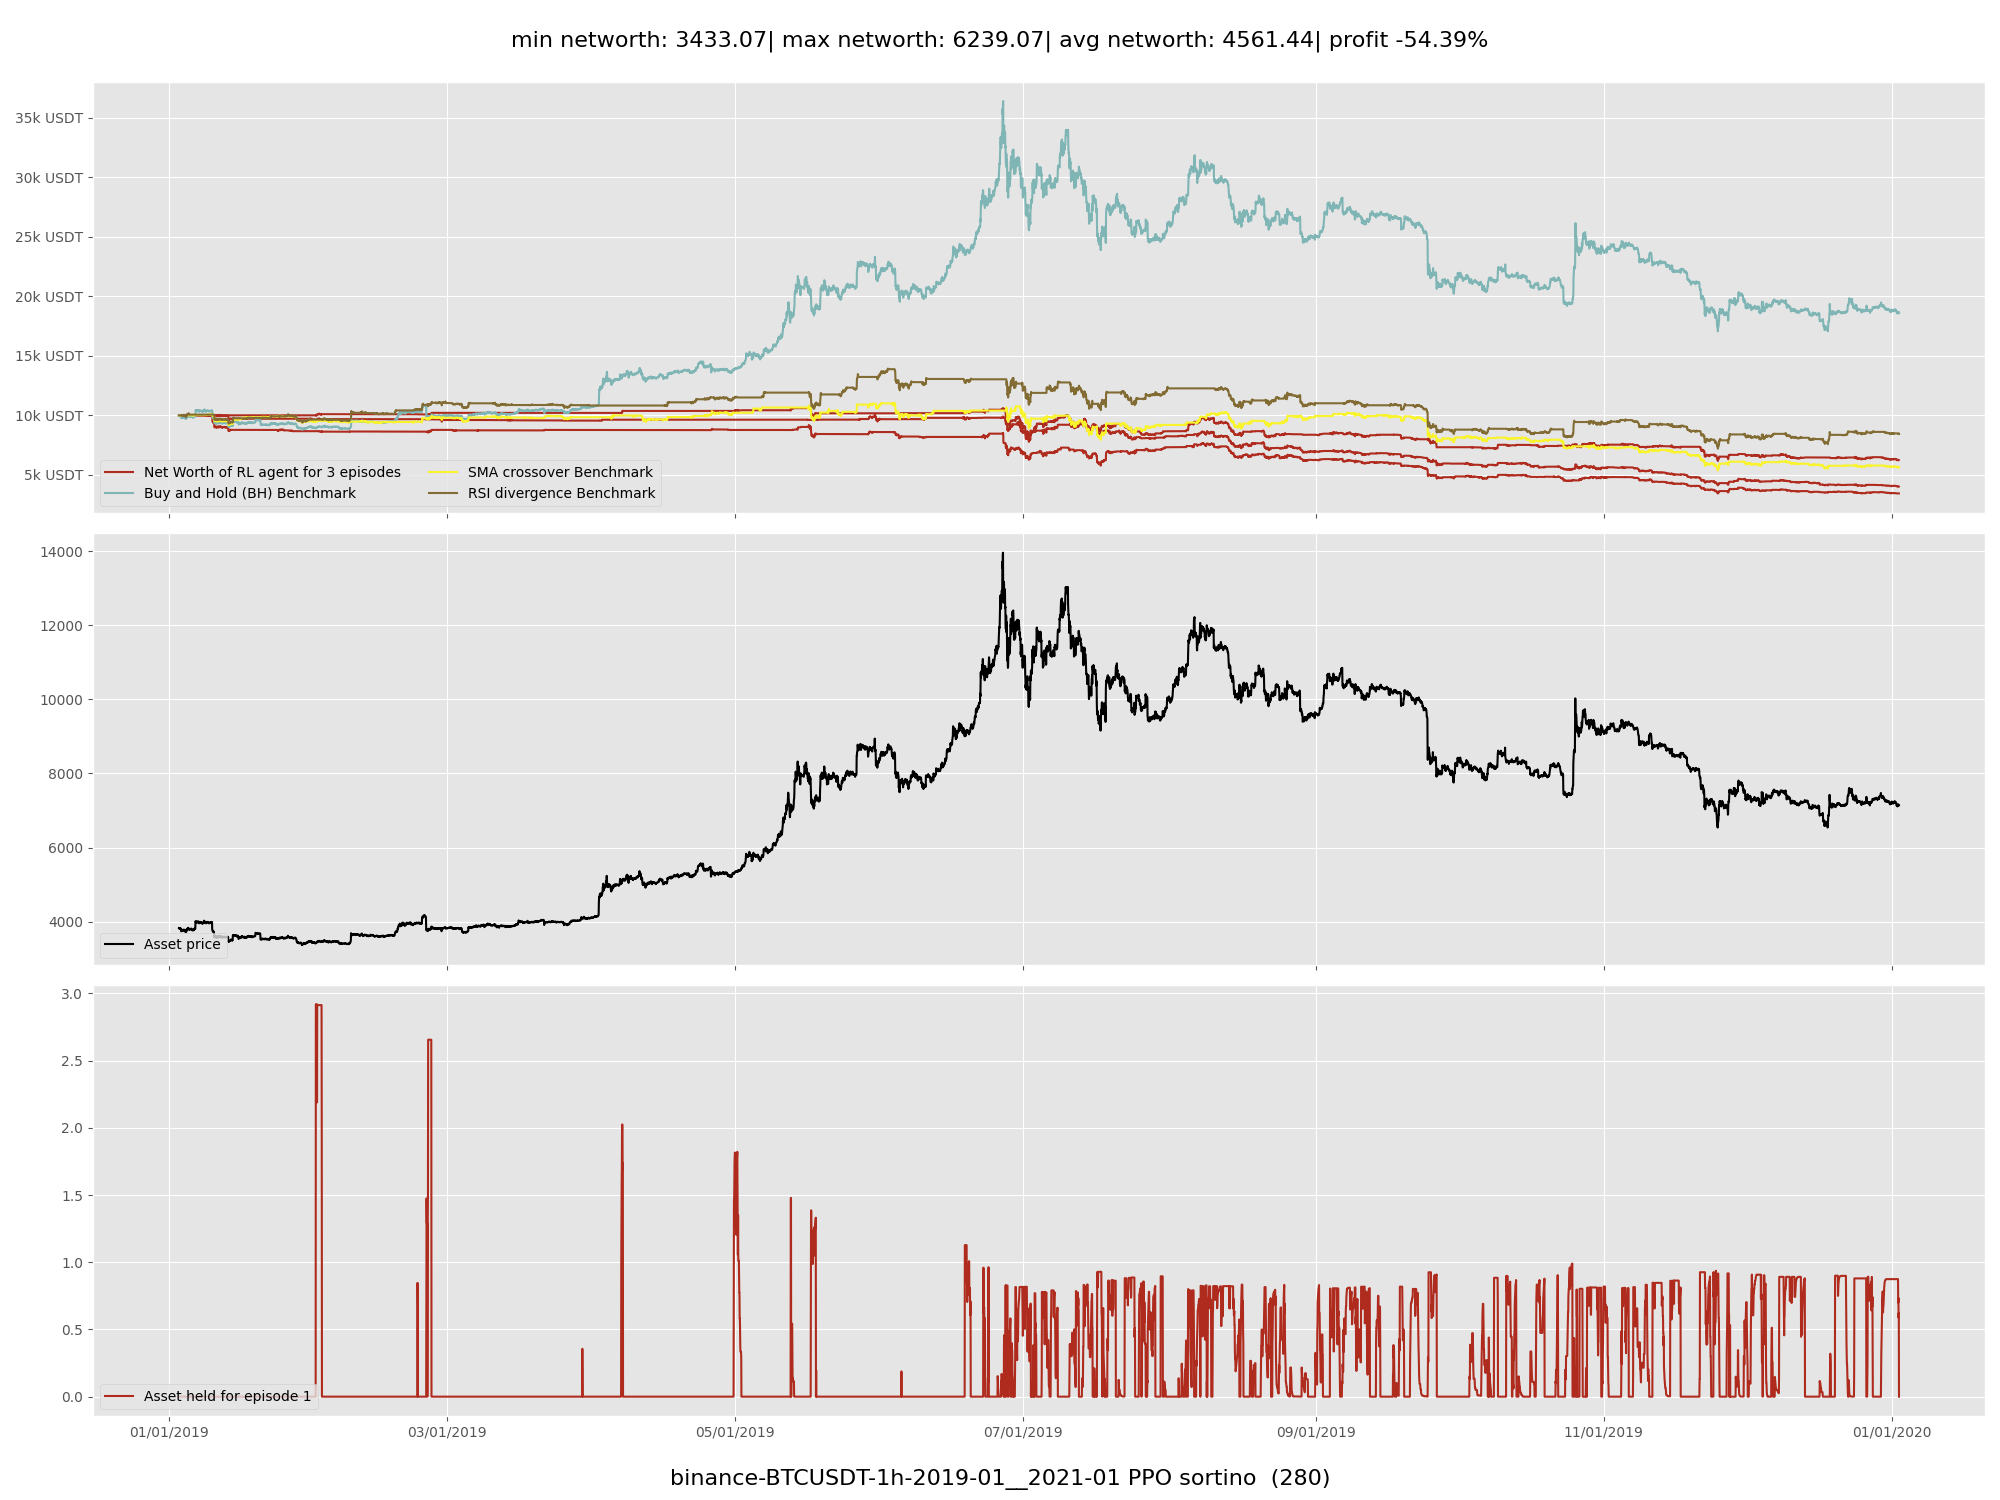 min networth: 3433.07| max networth: 6239.07| avg networth: 4561.44| profit -54.39%
35k USDT
30k USDT
25k USDT
20k USDT
15k USDT
10k USDT
5k USDT
Net Worth of RL agent for 3 episodes
Buy and Hold (BH) Benchmark
SMA crossover Benchmark
RSI divergence Benchmark
14000
12000
10000
8000
6000
4000
Asset price
3.0
2.5
2.0
1.5
1.0
0.5
0.0
Asset held for episode 1
01/01/2019 03/01/2019 05/01/2019 07/01/2019 09/01/2019 11/01/2019 01/01/2020
binance-BTCUSDT-1h-2019-01__2021-01 PPO sortino  (280)